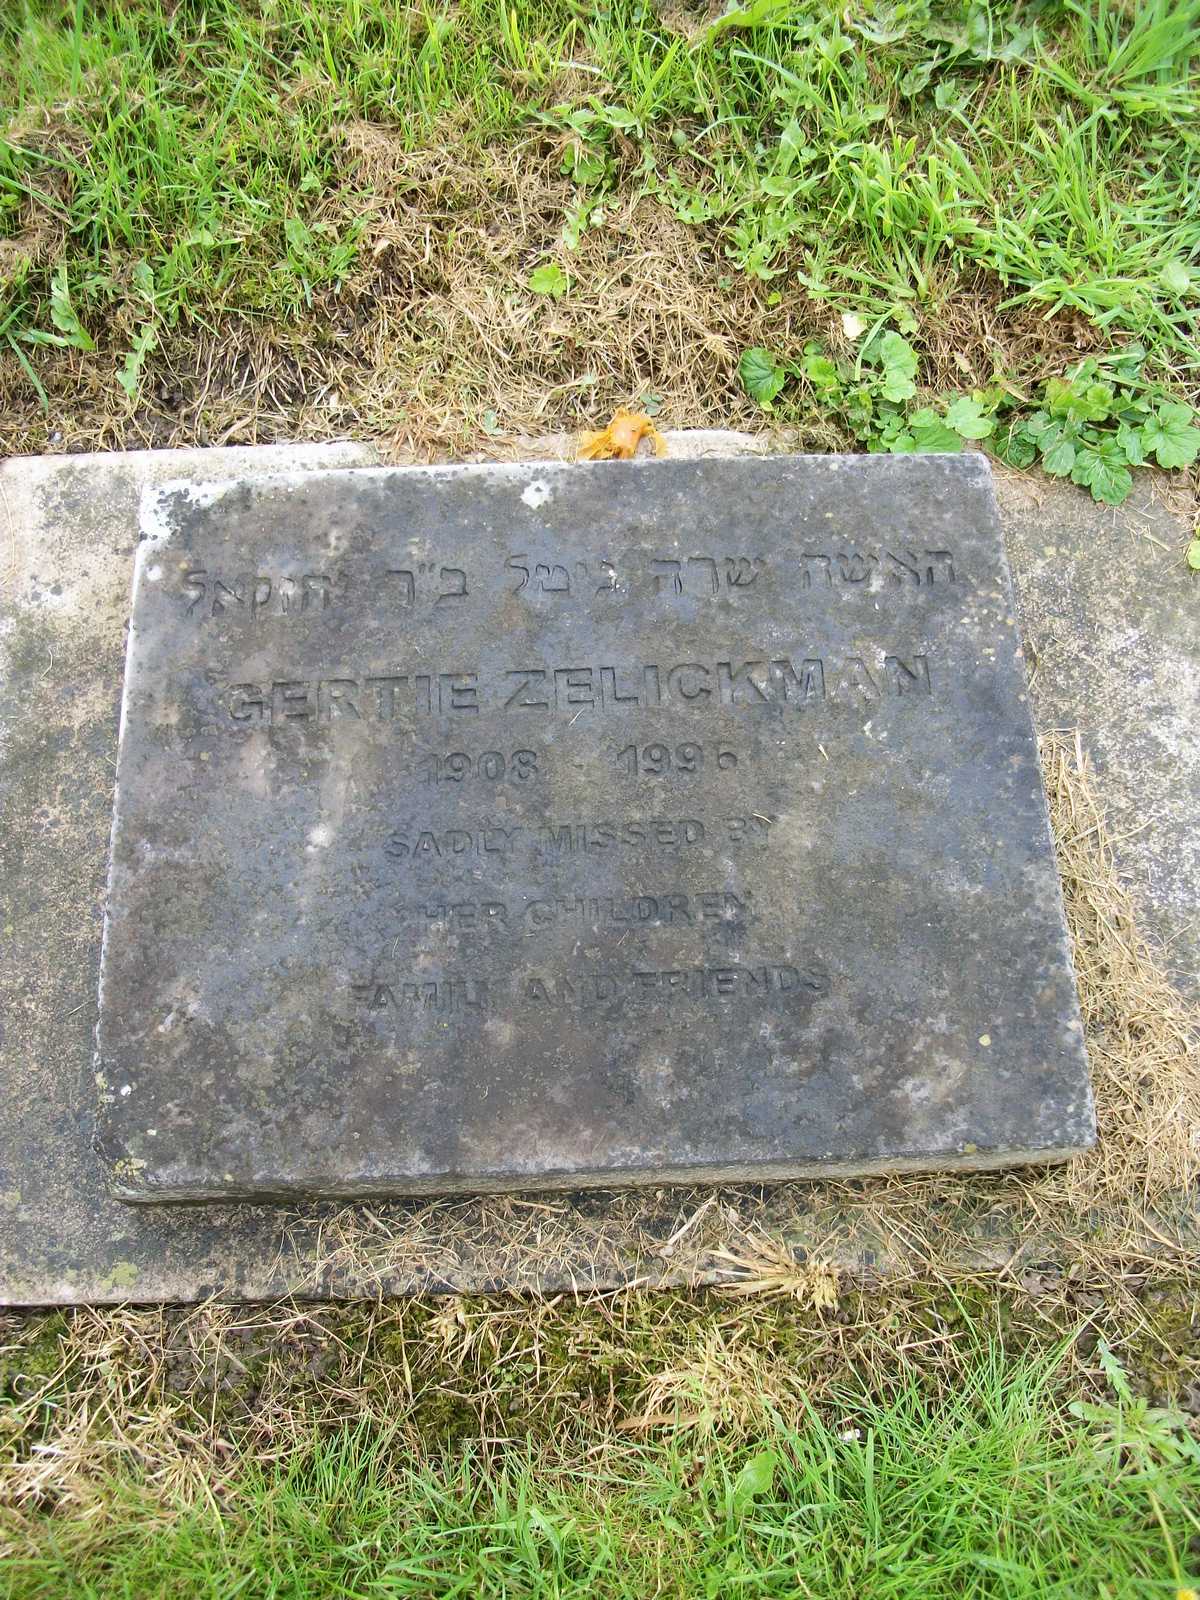 האשה שרה גיטל ב"ר יחזקאל
GERTIE ZELICKMAN
1908 - 1996
SADLY MISSED BY
HER CHILDREN
FAMILY AND FRIENDS